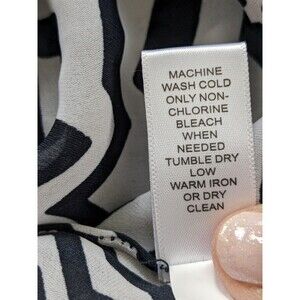 MACHINE
WASH COLD
ONLY NON-
CHLORINE
BLEACH
WHEN
NEEDED
TUMBLE DRY
LOW
WARM IRON
OR DRY
CLEAN